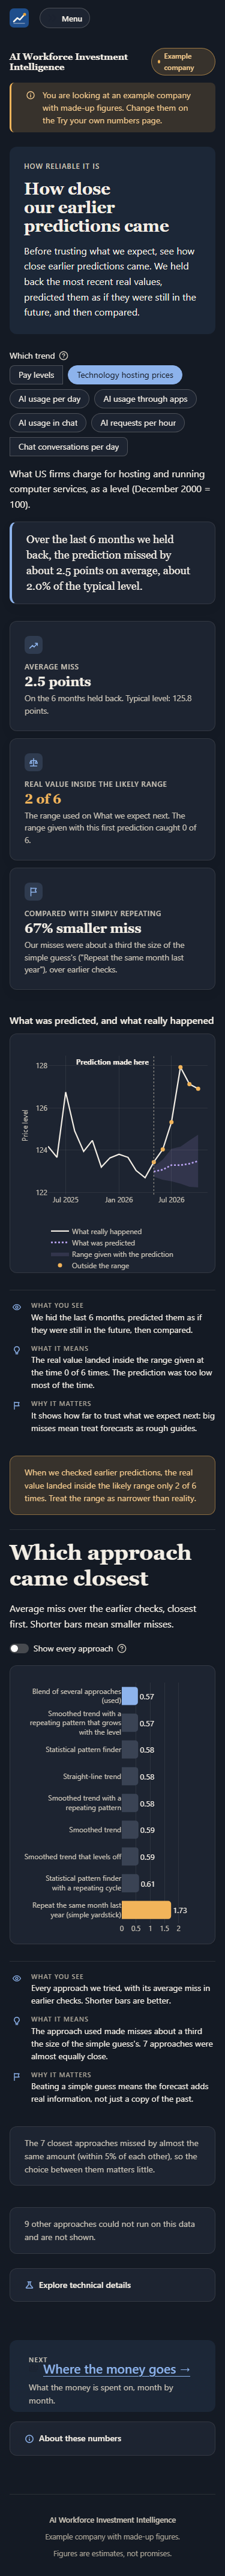 Menu
AI Workforce Investment
Intelligence
Example
company
You are looking at an example company
with made-up figures. Change them on
the Try your own numbers page.
HOW RELIABLE IT IS
How close
our earlier
predictions came
Before trusting what we expect, see how
close earlier predictions came. We held
back the most recent real values,
predicted them as if they were still in the
future, and then compared.
Which trend
Pay levels
Technology hosting prices
AI usage per day
AI usage through apps
AI usage in chat
AI requests per hour
Chat conversations per day
What US firms charge for hosting and running
computer services, as a level (December 2000 =
100).
Over the last 6 months we held
back, the prediction missed by
about 2.5 points on average, about
2.0% of the typical level.
AVERAGE MISS
2.5 points
On the 6 months held back. Typical level: 125.8
points.
REAL VALUE INSIDE THE LIKELY RANGE
2 of 6
The range used on What we expect next. The
range given with this first prediction caught 0 of
6.
COMPARED WITH SIMPLY REPEATING
67% smaller miss
Our misses were about a third the size of the
simple guess's ("Repeat the same month last
year"), over earlier checks.
What was predicted, and what really happened
Prediction made here
128
126
124
122
Price level
Jul 2025
Jan 2026
Jul 2026
What really happened
What was predicted
Range given with the prediction
Outside the range
WHAT YOU SEE
We hid the last 6 months, predicted them as if
they were still in the future, then compared.
WHAT IT MEANS
The real value landed inside the range given at
the time 0 of 6 times. The prediction was too low
most of the time.
WHY IT MATTERS
It shows how far to trust what we expect next: big
misses mean treat forecasts as rough guides.
When we checked earlier predictions, the real
value landed inside the likely range only 2 of 6
times. Treat the range as narrower than reality.
Which approach
came closest
Average miss over the earlier checks, closest
first. Shorter bars mean smaller misses.
Show every approach
Blend of several approaches
(used)
0.57
Smoothed trend with a
repeating pattern that grows
with the level
0.57
Statistical pattern finder
0.58
Straight-line trend
0.58
Smoothed trend with a
repeating pattern
0.58
Smoothed trend
0.59
Smoothed trend that levels off
0.59
Statistical pattern finder
with a repeating cycle
0.61
Repeat the same month last
year (simple yardstick)
1.73
0 0.5 1 1.5 2
WHAT YOU SEE
Every approach we tried, with its average miss in
earlier checks. Shorter bars are better.
WHAT IT MEANS
The approach used made misses about a third
the size of the simple guess's. 7 approaches were
almost equally close.
WHY IT MATTERS
Beating a simple guess means the forecast adds
real information, not just a copy of the past.
The 7 closest approaches missed by almost the
same amount (within 5% of each other), so the
choice between them matters little.
9 other approaches could not run on this data
and are not shown.
Explore technical details
NEXT
Where the money goes →
What the money is spent on, month by
month.
About these numbers
AI Workforce Investment Intelligence
Example company with made-up figures.
Figures are estimates, not promises.